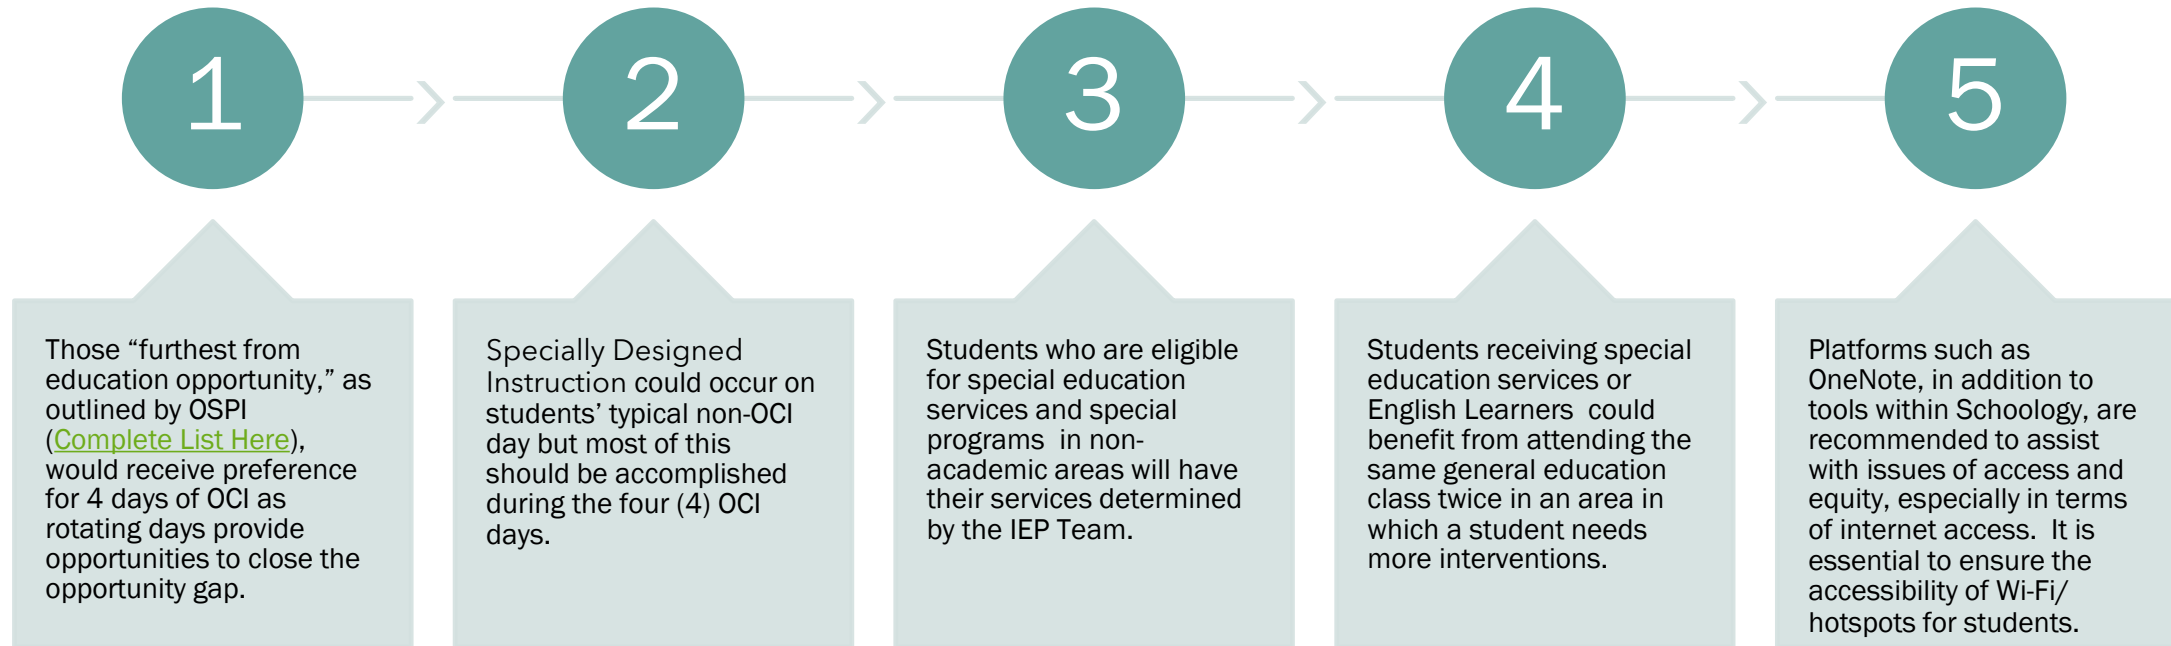 1
2
3
4
5
Those “furthest from
education opportunity,” as
outlined by OSPI
(Complete List Here),
would receive preference
for 4 days of OCI as
rotating days provide
opportunities to close the
opportunity gap.
Specially Designed
Instruction could occur on
students’ typical non-OCI
day but most of this
should be accomplished
during the four (4) OCI
days.
Students who are eligible
for special education
services and special
programs  in non-
academic areas will have
their services determined
by the IEP Team.
Students receiving special
education services or
English Learners  could
benefit from attending the
same general education
class twice in an area in
which a student needs
more interventions.
Platforms such as
OneNote, in addition to
tools within Schoology, are
recommended to assist
with issues of access and
equity, especially in terms
of internet access.  It is
essential to ensure the
accessibility of Wi-Fi/
hotspots for students.